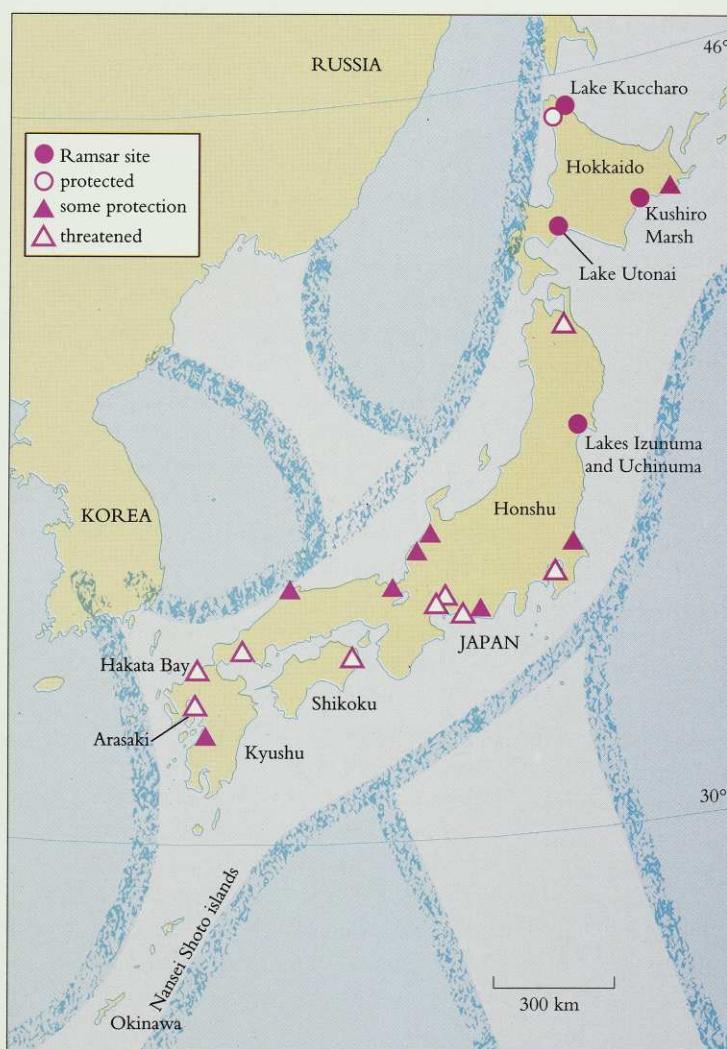 46°
RUSSIA
Lake Kuccharo
Ramsar site
protected
some protection
threatened
Hokkaido
Kushiro
Marsh
Lake Utonai
Lakes Izunuma
and Uchinuma
KOREA
Honshu
JAPAN
Hakata Bay
Shikoku
Arasaki
Kyushu
30°
Nansei Shoto islands
300 km
Okinawa